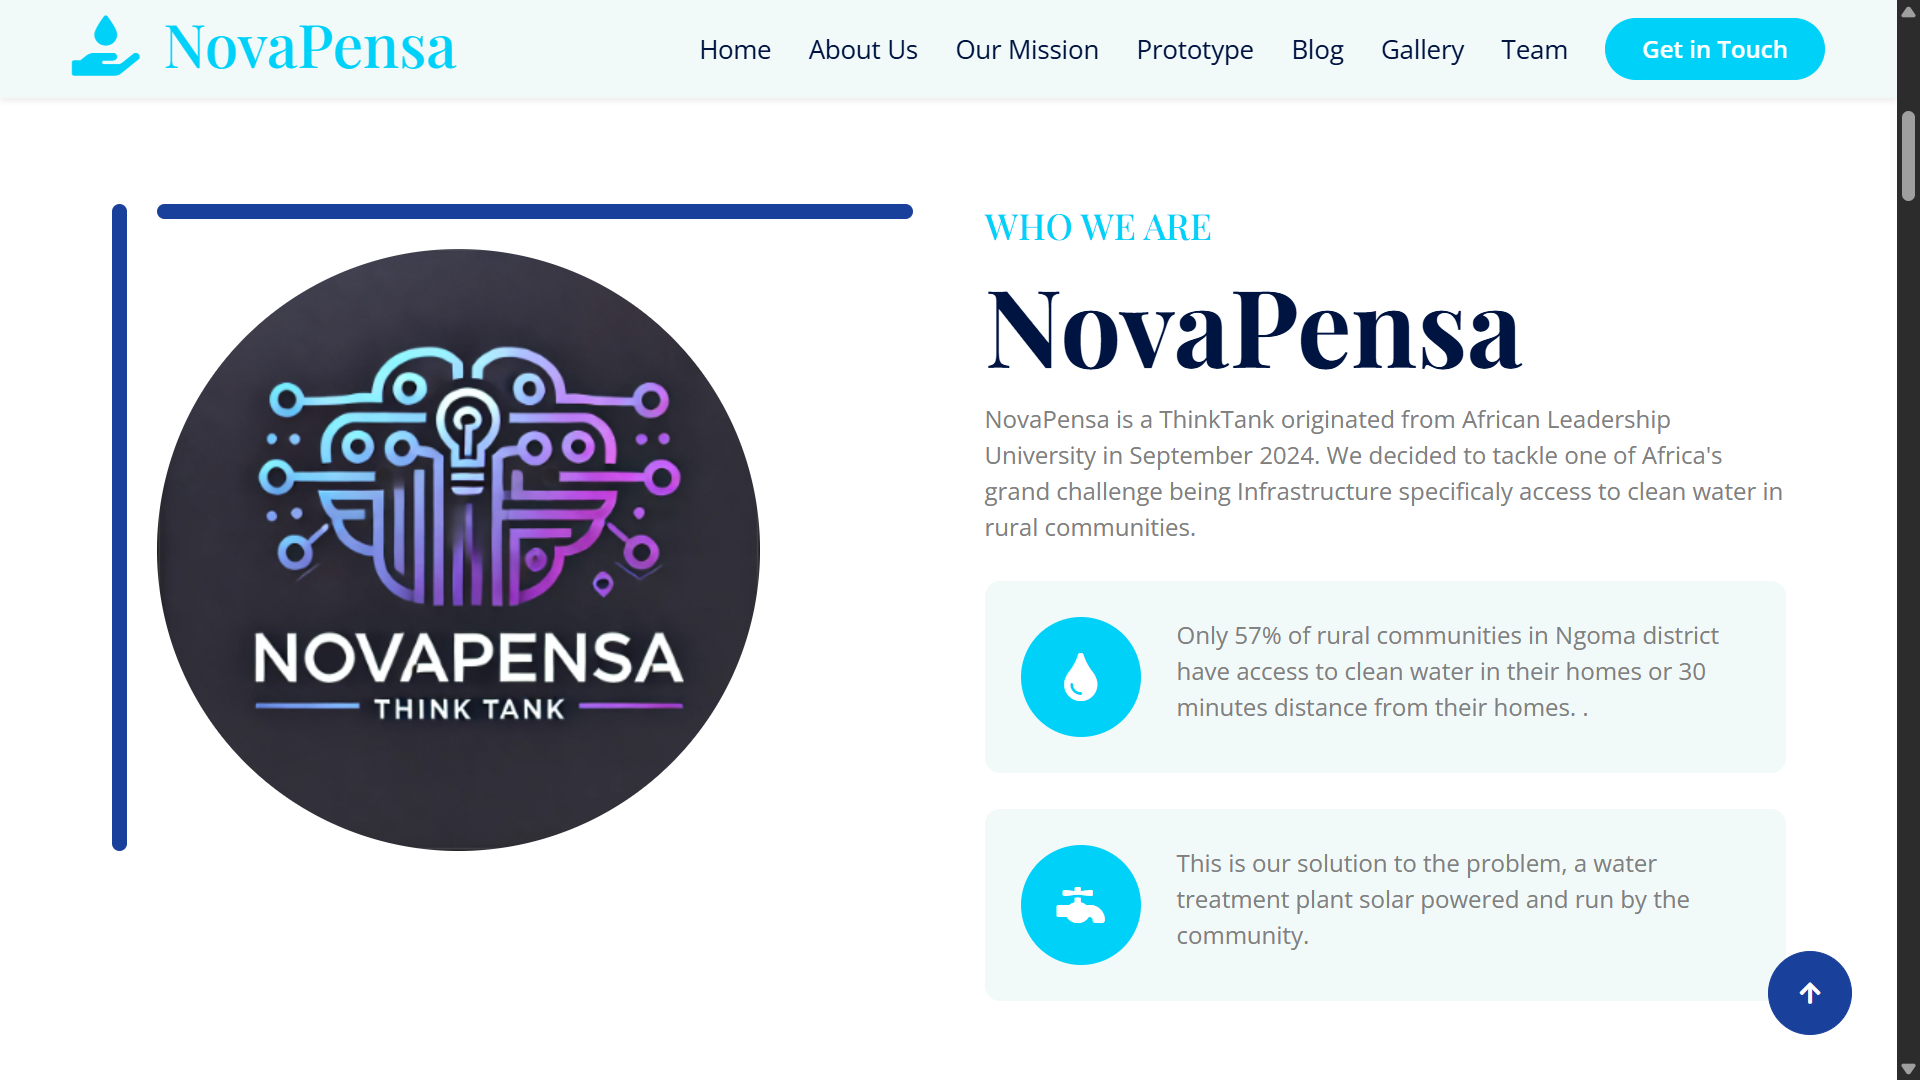 NovaPensa
Home
About Us
Our Mission
Prototype
Blog
Gallery
Team
Get in Touch
NOVAPENSA
THINK TANK
WHO WE ARE
NovaPensa
NovaPensa is a ThinkTank originated from African Leadership
University in September 2024. We decided to tackle one of Africa's
grand challenge being Infrastructure specificaly access to clean water in
rural communities.
Only 57% of rural communities in Ngoma district
have access to clean water in their homes or 30
minutes distance from their homes. .
This is our solution to the problem, a water
treatment plant solar powered and run by the
community.